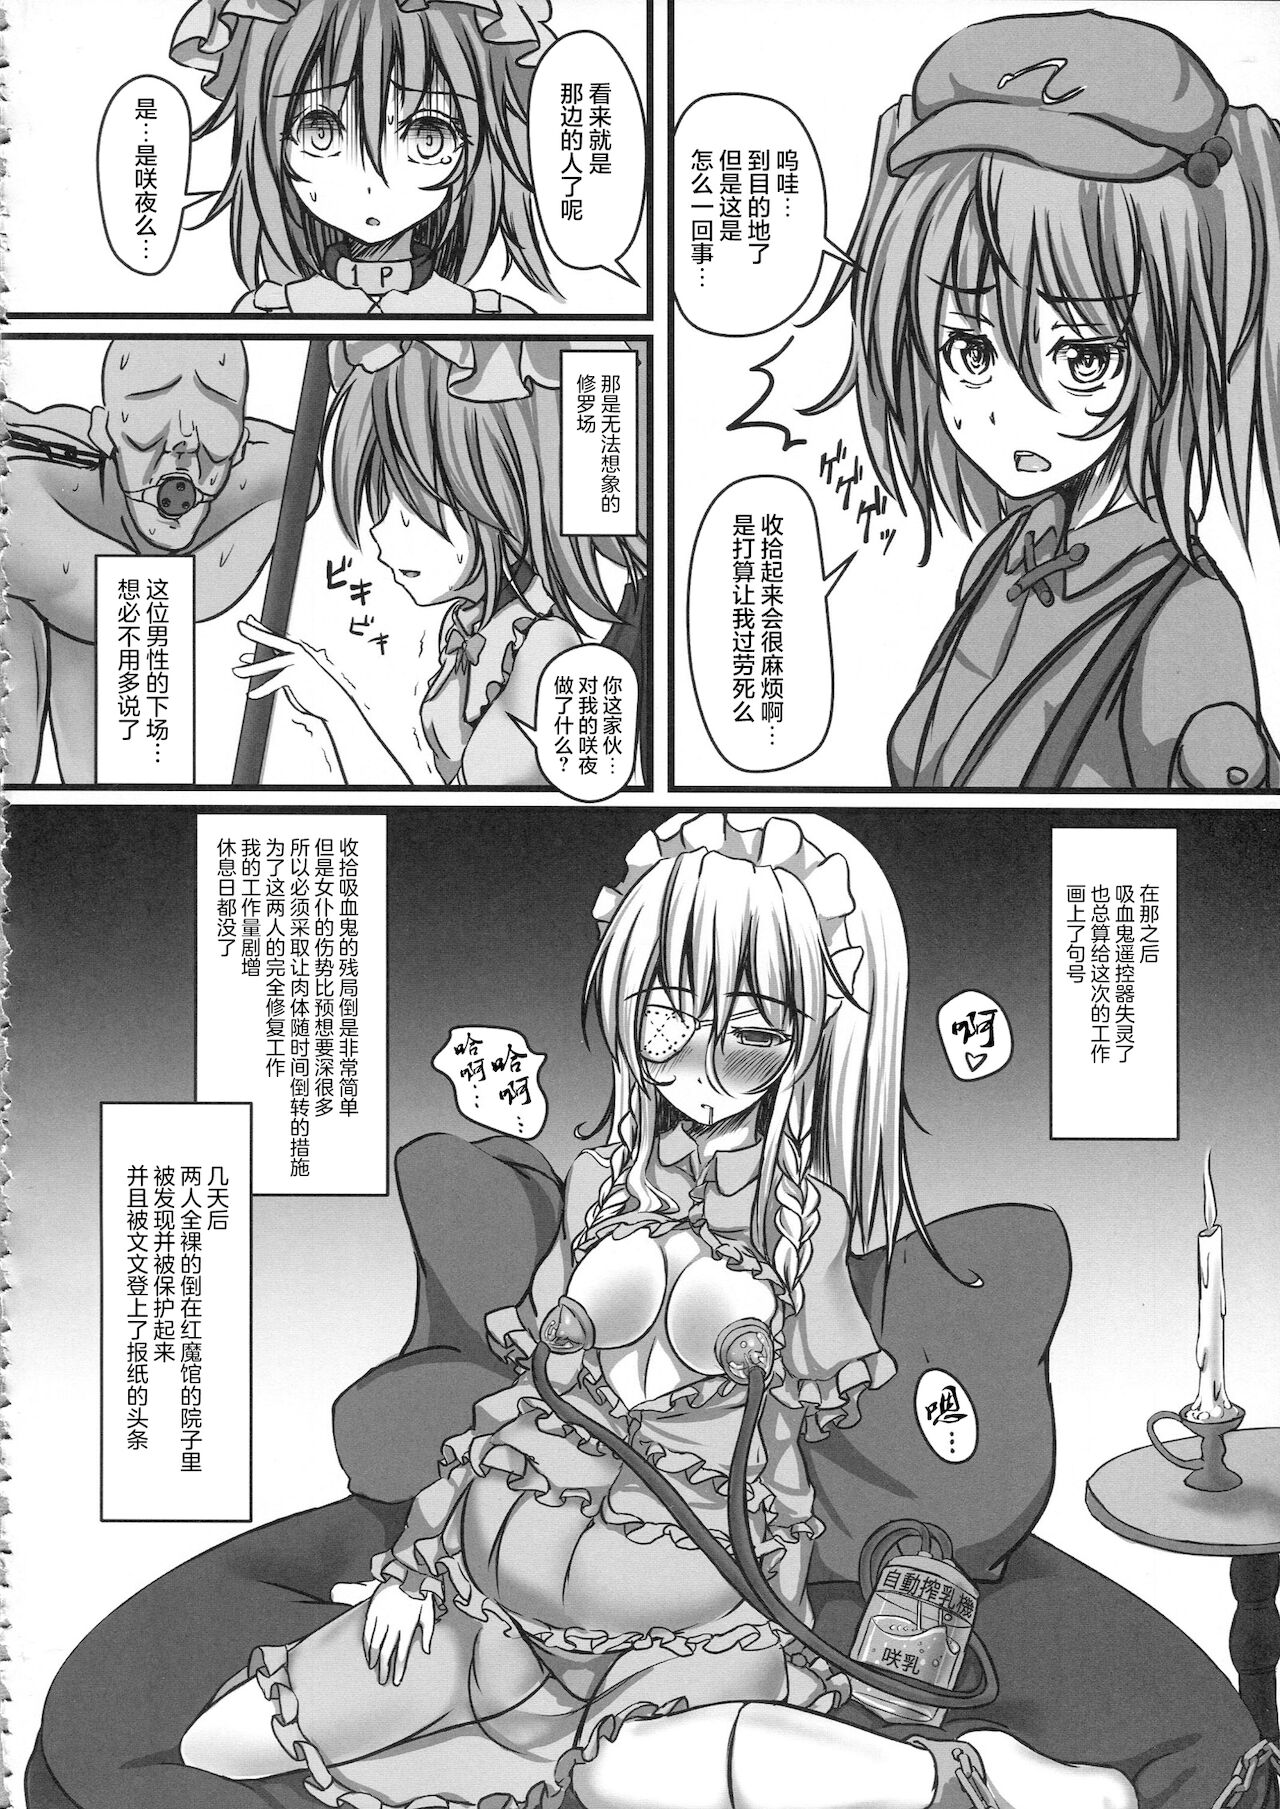 呜哇…
到目的地了
但是这是
怎么一回事…
ゲゲゲゲッ
收拾起来会很麻烦啊…
是打算让我过劳死么
看来就是
那边的人了呢
是…是咲夜么…
1P
那是无法想象的
修罗场
ビキ
ビキ
你这家伙…
对我的咲夜
做了什么?
这位男性的下场…
想必不用多说了
在那之后
吸血鬼遥控器失灵了
也总算给这次的工作
画上了句号
啊♡
哈啊…
哈啊…
嗯…
收拾吸血鬼的残局倒是非常简单
但是女仆的伤势比预想要深很多
所以必须采取让肉体随时间倒转的措施
为了这两人的完全修复工作
我的工作量剧增
休息日都没了
几天后
两人全裸的倒在红魔馆的院子里
被发现并被保护起来
并且被文文登上了报纸的头条
自動搾乳機
咲乳